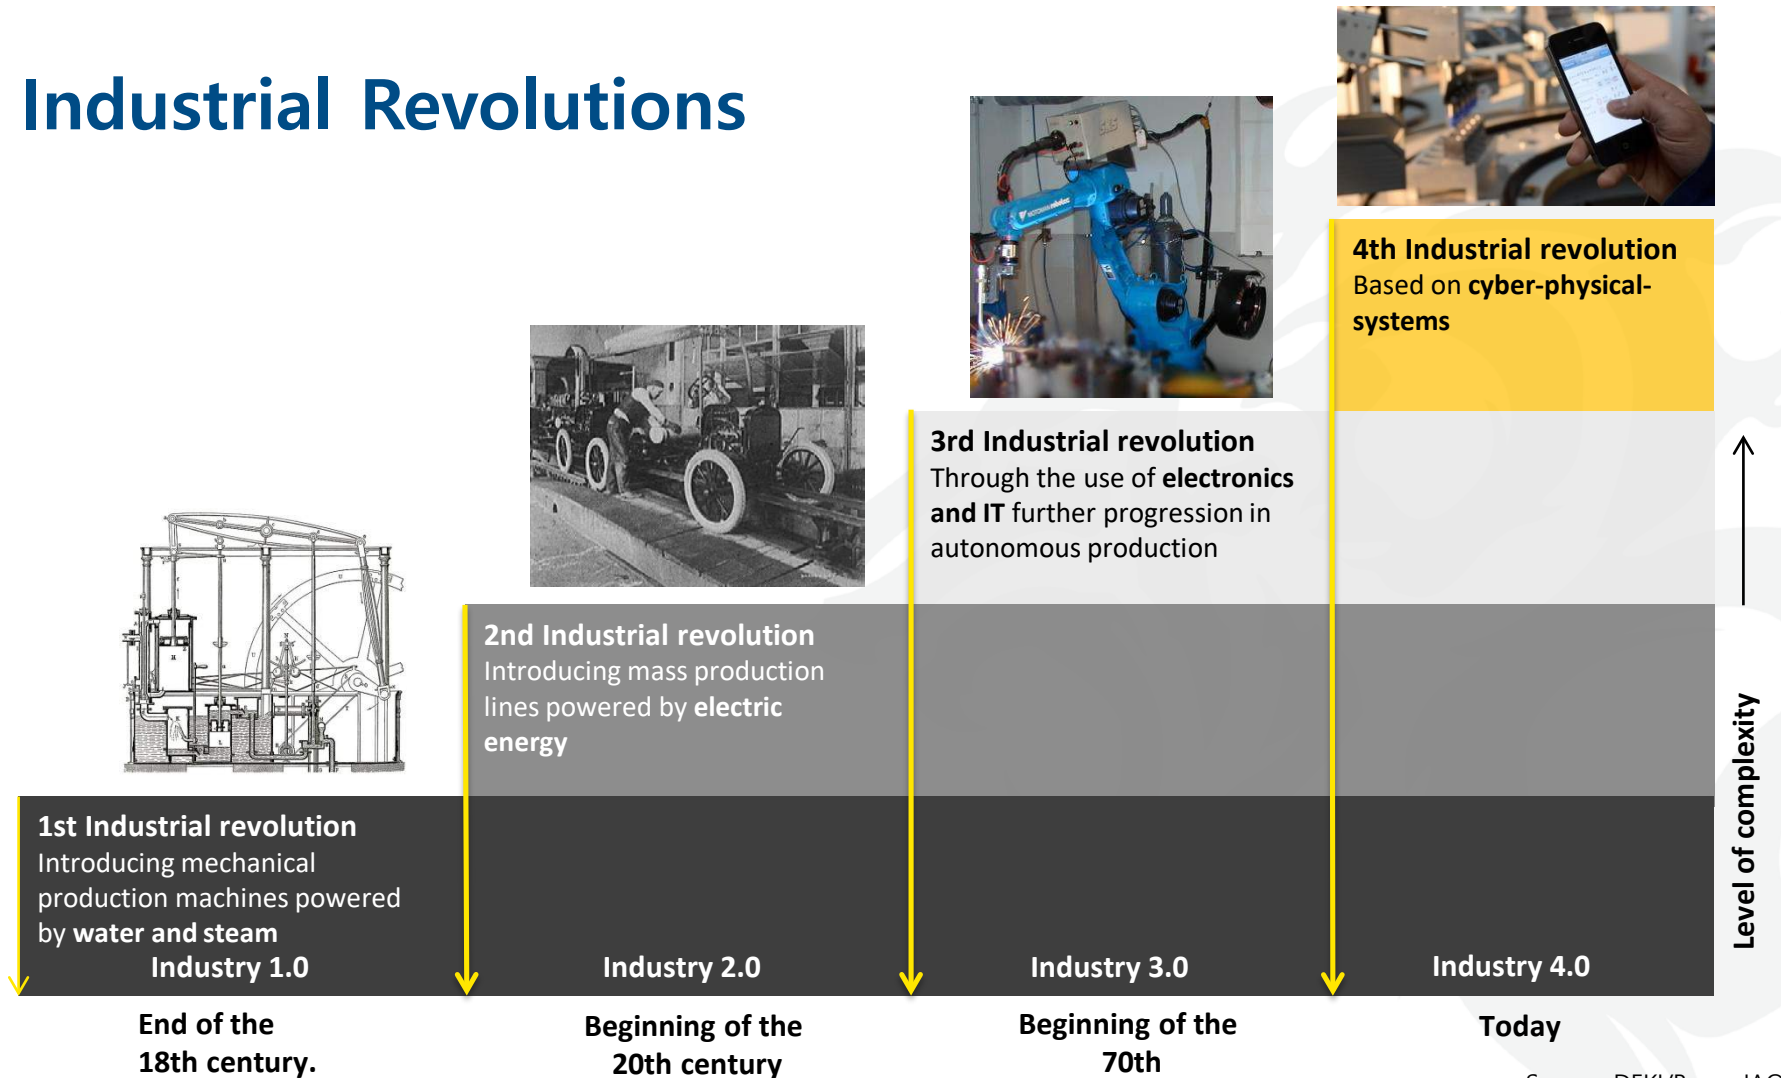 Industrial Revolutions
4th Industrial revolution
Based on cyber-physical-
systems
3rd Industrial revolution
Through the use of electronics
and IT further progression in
autonomous production
2nd Industrial revolution
Introducing mass production
lines powered by electric
energy
1st Industrial revolution
Introducing mechanical
production machines powered
by water and steam
Level of complexity
Industry 1.0
Industry 2.0
Industry 3.0
Industry 4.0
End of the
18th century.
Beginning of the
20th century
Beginning of the
70th
Today